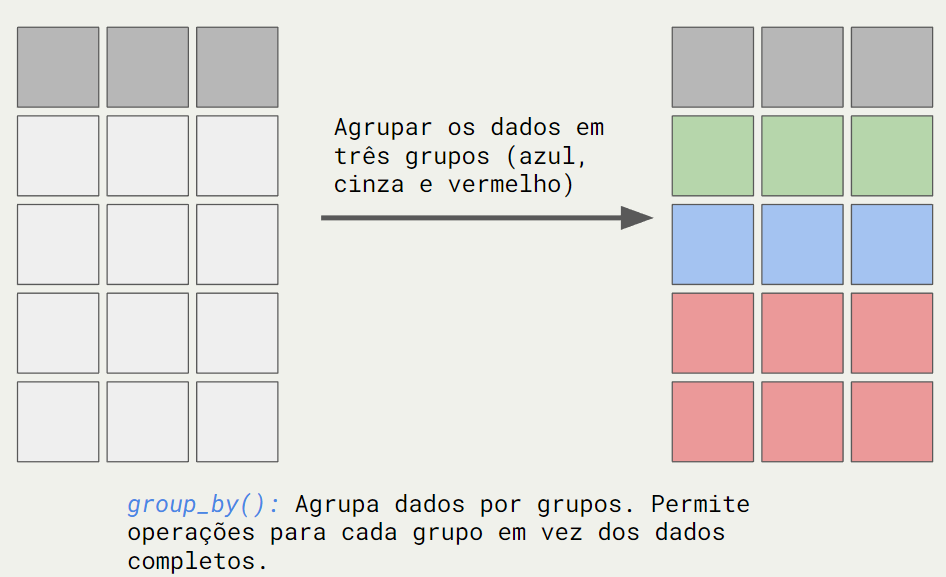 Agrupar os dados em
três grupos (azul,
cinza e vermelho)
group_by(): Agrupa dados por grupos. Permite
operações para cada grupo em vez dos dados
completos.